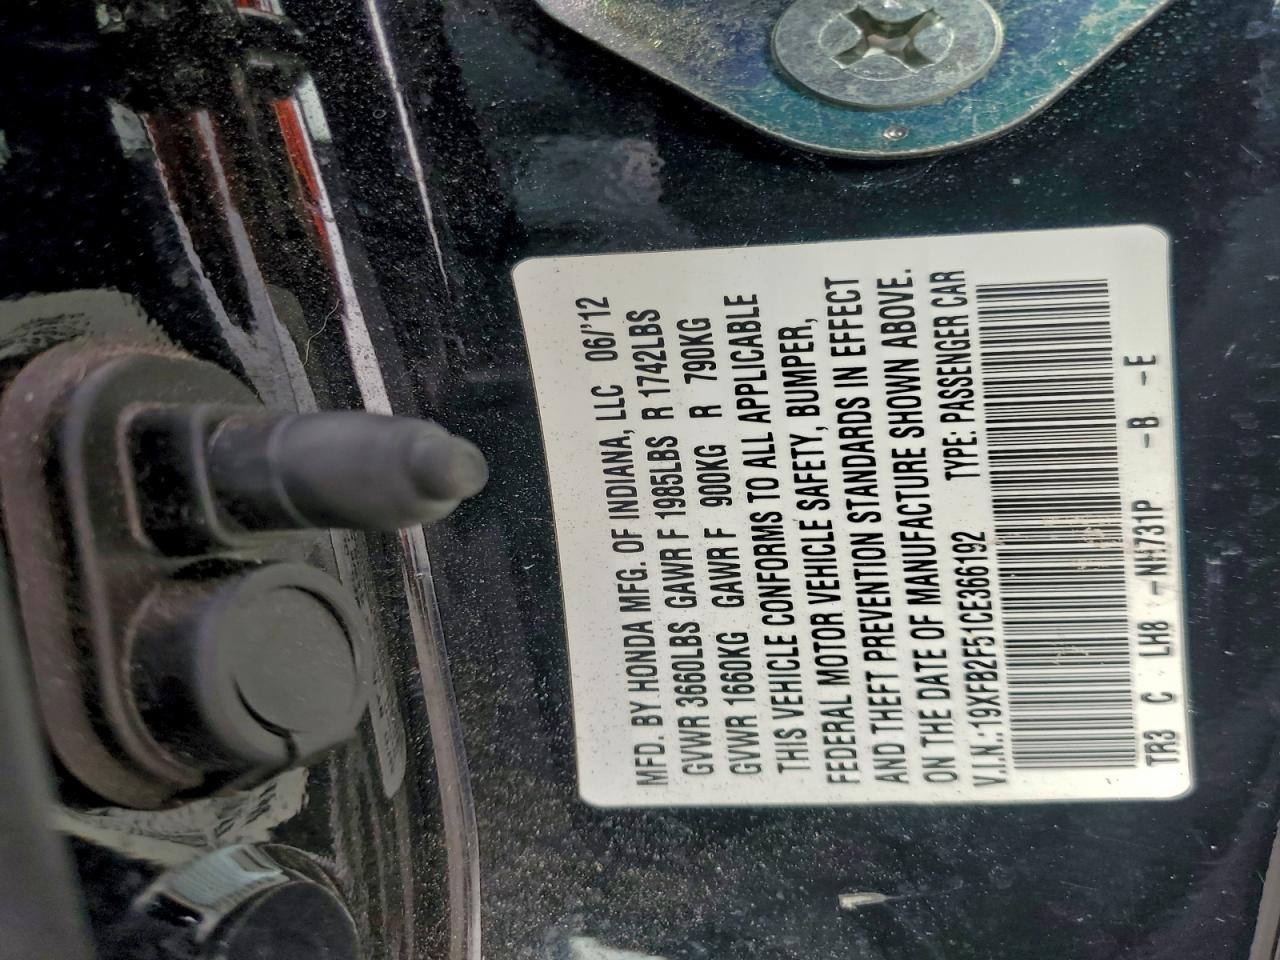 MFD. BY HONDA MFG. OF INDIANA, LLC 06/'12
GVWR 3660LBS GAWR F 1985LBS R 1742LBS
GVWR 1660KG GAWR F 900KG R 790KG
THIS VEHICLE CONFORMS TO ALL APPLICABLE
FEDERAL MOTOR VEHICLE SAFETY, BUMPER,
AND THEFT PREVENTION STANDARDS IN EFFECT
ON THE DATE OF MANUFACTURE SHOWN ABOVE.
V.I.N.:19XFB2F51CE366192 TYPE: PASSENGER CAR
TR3 C LH8 -NH731P -B -E